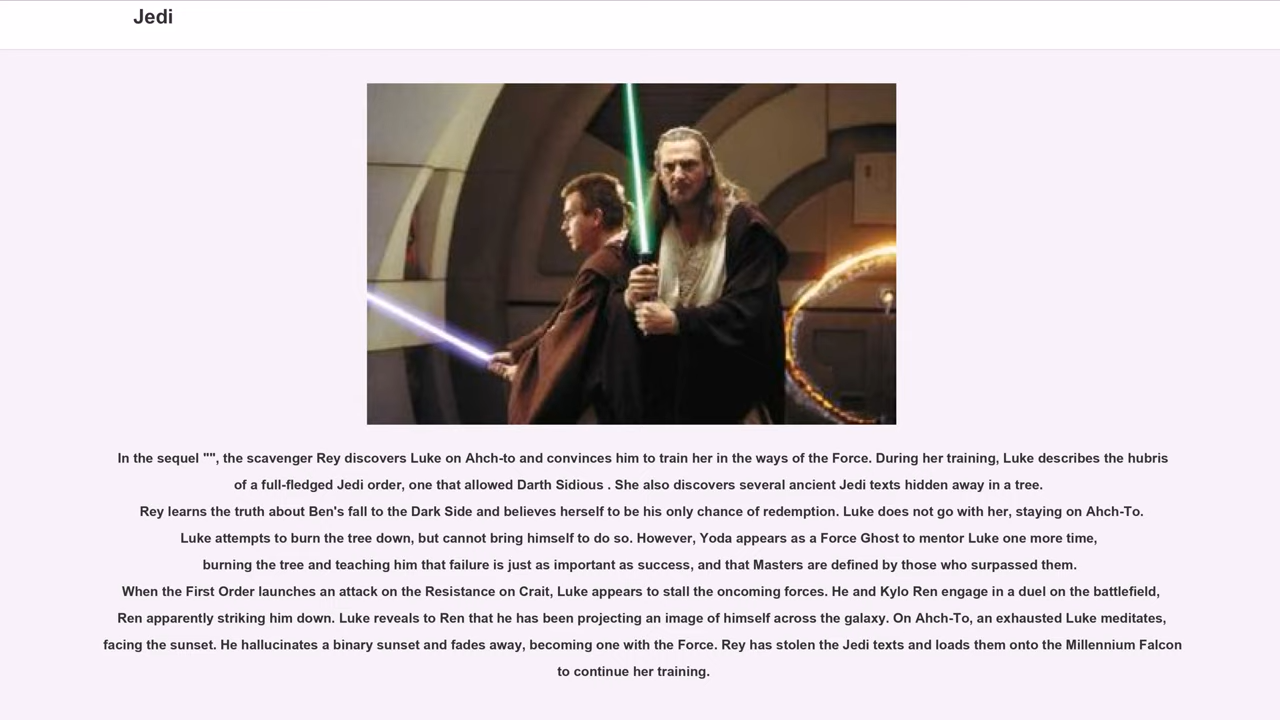 Jedi
In the sequel "", the scavenger Rey discovers Luke on Ahch-to and convinces him to train her in the ways of the Force. During her training, Luke describes the hubris
of a full-fledged Jedi order, one that allowed Darth Sidious . She also discovers several ancient Jedi texts hidden away in a tree.
Rey learns the truth about Ben's fall to the Dark Side and believes herself to be his only chance of redemption. Luke does not go with her, staying on Ahch-To.
Luke attempts to burn the tree down, but cannot bring himself to do so. However, Yoda appears as a Force Ghost to mentor Luke one more time,
burning the tree and teaching him that failure is just as important as success, and that Masters are defined by those who surpassed them.
When the First Order launches an attack on the Resistance on Crait, Luke appears to stall the oncoming forces. He and Kylo Ren engage in a duel on the battlefield,
Ren apparently striking him down. Luke reveals to Ren that he has been projecting an image of himself across the galaxy. On Ahch-To, an exhausted Luke meditates,
facing the sunset. He hallucinates a binary sunset and fades away, becoming one with the Force. Rey has stolen the Jedi texts and loads them onto the Millennium Falcon
to continue her training.